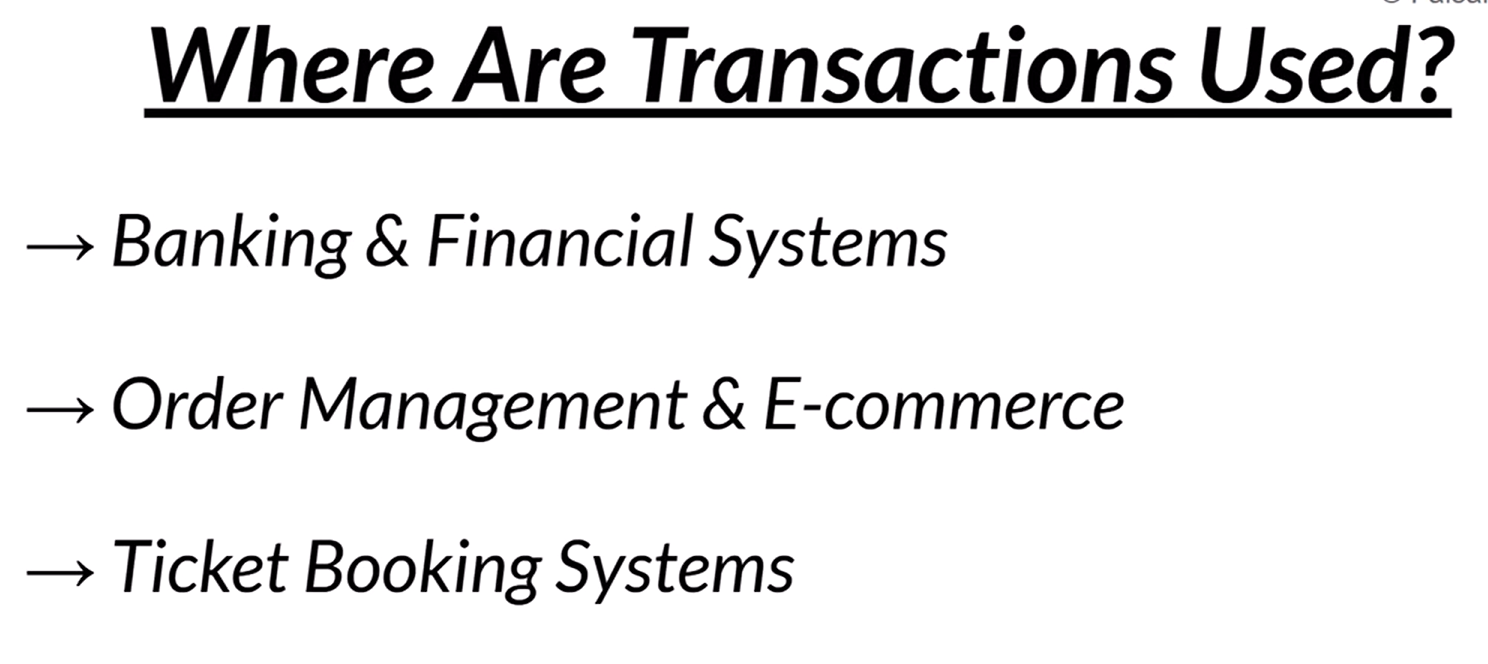 Where Are Transactions Used?
→ Banking & Financial Systems
→ Order Management & E-commerce
→ Ticket Booking Systems